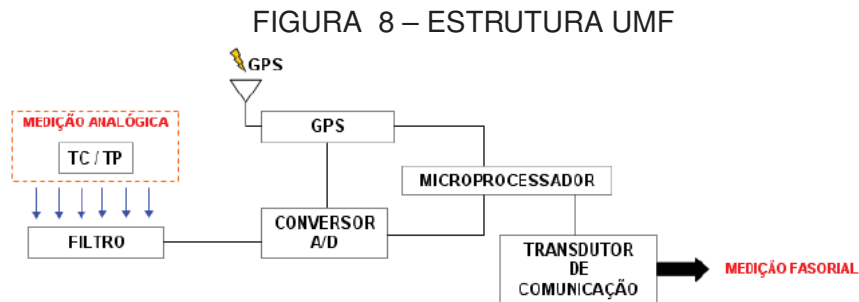 FIGURA 8 – ESTRUTURA UMF
GPS
MEDIÇÃO ANALÓGICA
TC / TP
GPS
MICROPROCESSADOR
FILTRO
CONVERSOR
A/D
TRANSDUTOR
DE
COMUNICAÇÃO
MEDIÇÃO FASORIAL